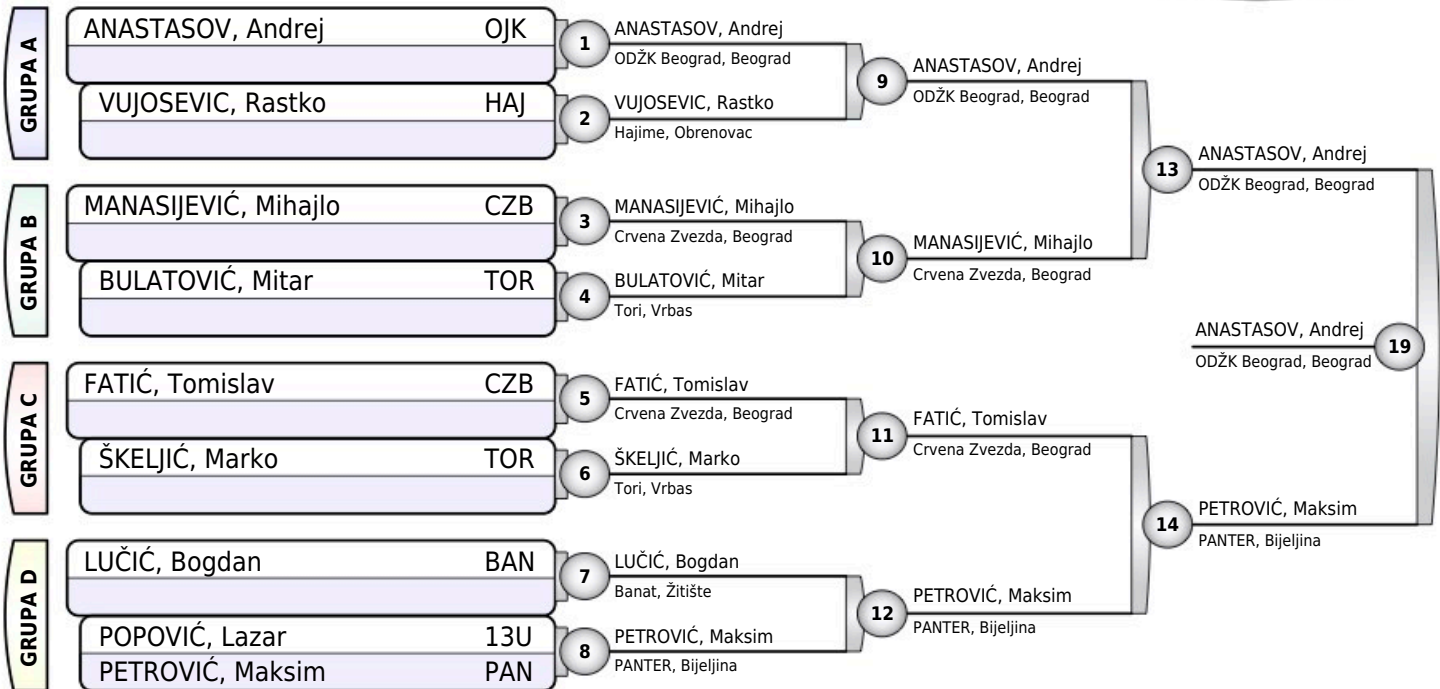 GRUPA A
ANASTASOV, Andrej OJK
VUJOSEVIC, Rastko HAJ
GRUPA B
MANASIJEVIĆ, Mihajlo CZB
BULATOVIĆ, Mitar TOR
GRUPA C
FATIĆ, Tomislav CZB
ŠKELJIĆ, Marko TOR
GRUPA D
LUČIĆ, Bogdan BAN
POPOVIĆ, Lazar 13U
PETROVIĆ, Maksim PAN
1
ANASTASOV, Andrej
ODŽK Beograd, Beograd
2
VUJOSEVIC, Rastko
Hajime, Obrenovac
3
MANASIJEVIĆ, Mihajlo
Crvena Zvezda, Beograd
4
BULATOVIĆ, Mitar
Tori, Vrbas
5
FATIĆ, Tomislav
Crvena Zvezda, Beograd
6
ŠKELJIĆ, Marko
Tori, Vrbas
7
LUČIĆ, Bogdan
Banat, Žitište
8
PETROVIĆ, Maksim
PANTER, Bijeljina
9
ANASTASOV, Andrej
ODŽK Beograd, Beograd
10
MANASIJEVIĆ, Mihajlo
Crvena Zvezda, Beograd
11
FATIĆ, Tomislav
Crvena Zvezda, Beograd
12
PETROVIĆ, Maksim
PANTER, Bijeljina
13
ANASTASOV, Andrej
ODŽK Beograd, Beograd
14
PETROVIĆ, Maksim
PANTER, Bijeljina
ANASTASOV, Andrej
ODŽK Beograd, Beograd
19